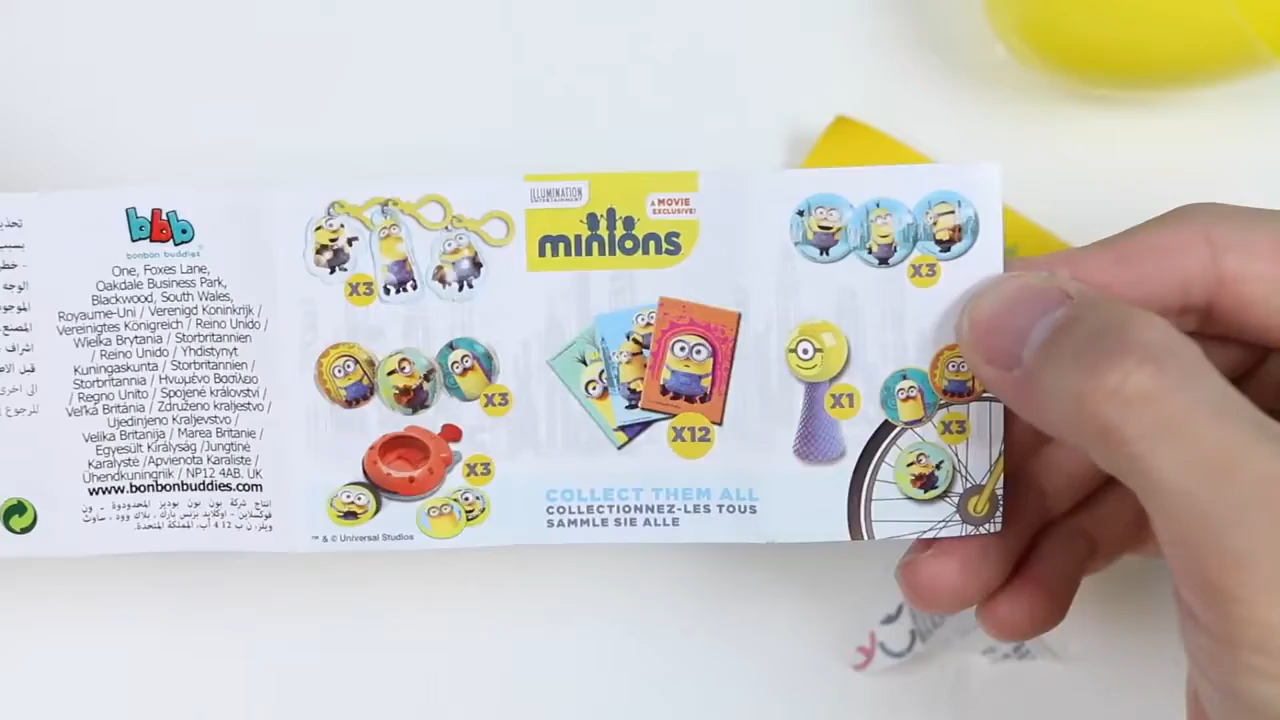 bbb
bonbon buddies
One, Foxes Lane,
Oakdale Business Park,
Blackwood, South Wales,
Royaume-Uni / Verenigd Koninkrijk /
Vereinigtes Königreich / Reino Unido /
Wielka Brytania / Storbritannien
/ Reino Unido / Yhdistynyt
Kuningaskunta / Storbritannien /
Storbritannia / Ηνωμένο Βασίλειο
/ Regno Unito / Spojené království /
Veľká Británia / Združeno kraljestvo /
Ujedinjeno Kraljevstvo /
Velika Britanija / Marea Britanie /
Egyesült Királyság /Jungtinė
Karalystė /Apvienota Karaliste /
Ühendkuningriik / NP12 4AB. UK
www.bonbonbuddies.com
X3
X3
X3
™ & © Universal Studios
ILLUMINATION
ENTERTAINMENT
A MOVIE
EXCLUSIVE!
minions
X12
COLLECT THEM ALL
COLLECTIONNEZ-LES TOUS
SAMMLE SIE ALLE
X3
X1
X3